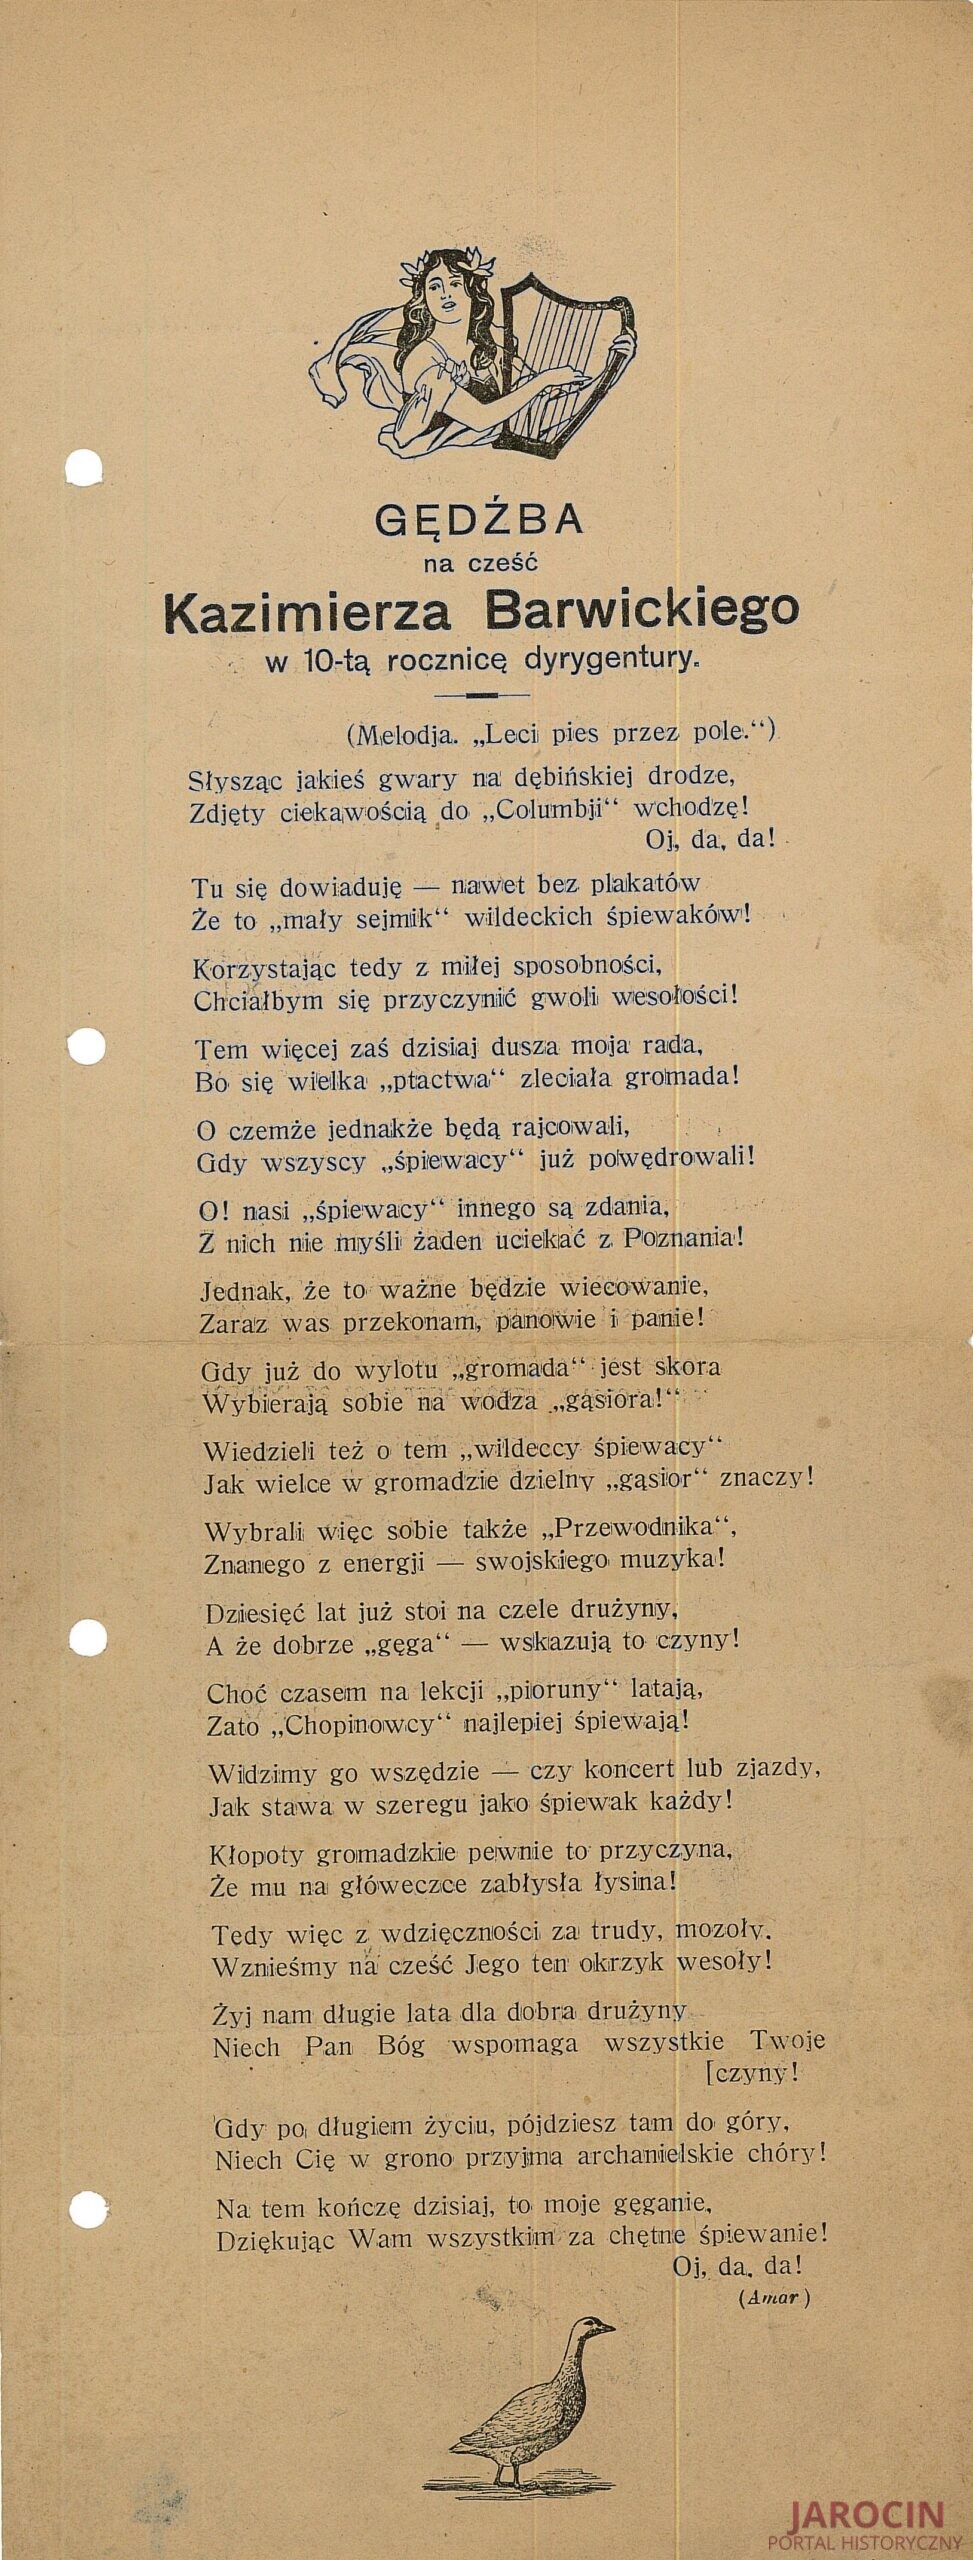 GĘDŹBA
na cześć
Kazimierza Barwickiego
w 10-tą rocznicę dyrygentury.
(Melodja. „Leci pies przez pole.“)
Słysząc jakieś gwary na dębińskiej drodze,
Zdjęty ciekawością do „Columbji“ wchodzę!
Oj, da, da!
Tu się dowiaduję — nawet bez plakatów
Że to „mały sejmik“ wildeckich śpiewaków!
Korzystając tedy z miłej sposobności,
Chciałbym się przyczynić gwoli wesołości!
Tem więcej zaś dzisiaj dusza moja rada,
Bo się wielka „ptactwa“ zleciała gromada!
O czemże jednakże będą rajcowali,
Gdy wszyscy „śpiewacy“ już powędrowali!
O! nasi „śpiewacy“ innego są zdania,
Z nich nie myśli żaden uciekać z Poznania!
Jednak, że to ważne będzie wiecowanie,
Zaraz was przekonam, panowie i panie!
Gdy już do wylotu „gromada“ jest skora
Wybierają sobie na wodza „gąsiora!“
Wiedzieli też o tem „wildeccy śpiewacy“
Jak wielce w gromadzie dzielny „gąsior“ znaczy!
Wybrali więc sobie także „Przewodnika“,
Znanego z energji — swojskiego muzyka!
Dziesięć lat już stoi na czele drużyny,
A że dobrze „gęga“ — wskazują to czyny!
Choć czasem na lekcji „pioruny“ latają,
Zato „Chopinowcy“ najlepiej śpiewają!
Widzimy go wszędzie — czy koncert lub zjazdy,
Jak stawa w szeregu jako śpiewak każdy!
Kłopoty gromadzkie pewnie to przyczyna,
Że mu na główeczce zabłysła łysina!
Tedy więc z wdzięczności za trudy, mozoły.
Wznieśmy na cześć Jego ten okrzyk wesoły!
Żyj nam długie lata dla dobra drużyny
Niech Pan Bóg wspomaga wszystkie Twoje
[czyny!
Gdy po długiem życiu, pójdziesz tam do góry,
Niech Cię w grono przyjmą archanielskie chóry!
Na tem kończę dzisiaj, to moje gęganie,
Dziękując Wam wszystkim za chętne śpiewanie!
Oj, da, da!
(Amar)
JAROCIN
PORTAL HISTORYCZNY